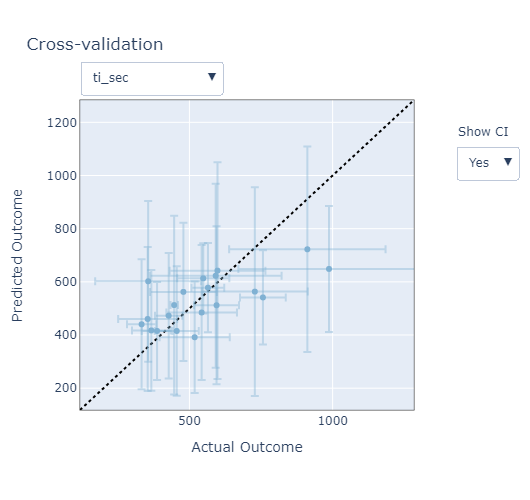 Cross-validation
ti_sec ▼
Show CI
Yes ▼
1200
1000
800
600
400
200
500 1000
Predicted Outcome
Actual Outcome